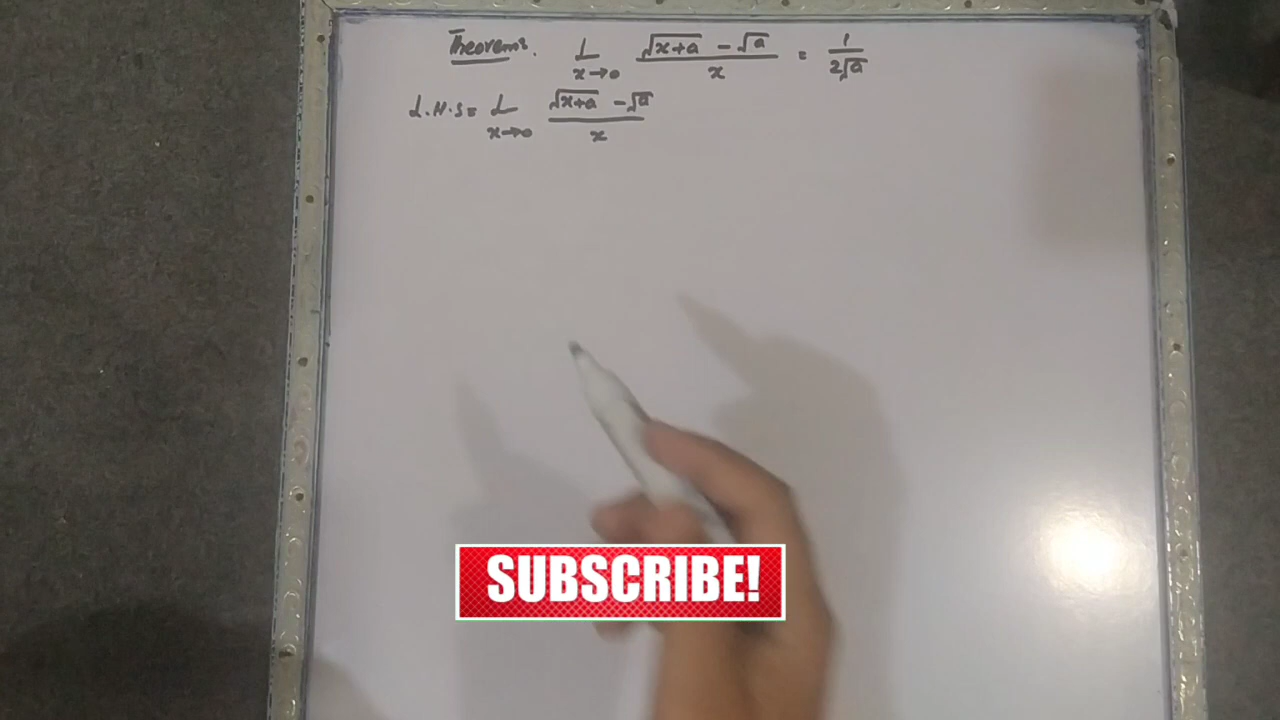 Theorem. L x→0 (√(x+a) - √a)/x = 1/(2√a)
L.H.S = L x→0 (√(x+a) - √a)/x
SUBSCRIBE!